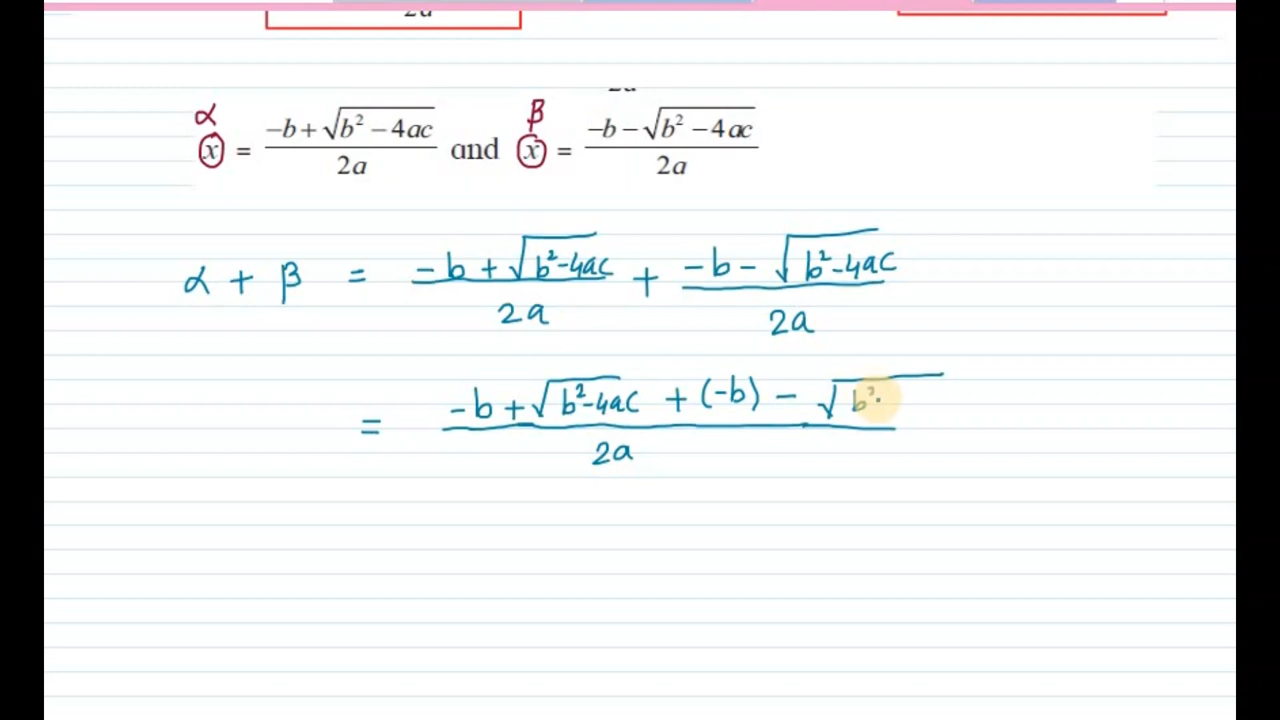 α β
x = (-b + √(b² - 4ac)) / 2a and x = (-b - √(b² - 4ac)) / 2a
α + β = (-b + √(b² - 4ac)) / 2a + (-b - √(b² - 4ac)) / 2a
= (-b + √(b² - 4ac) + (-b) - √(b²)) / 2a